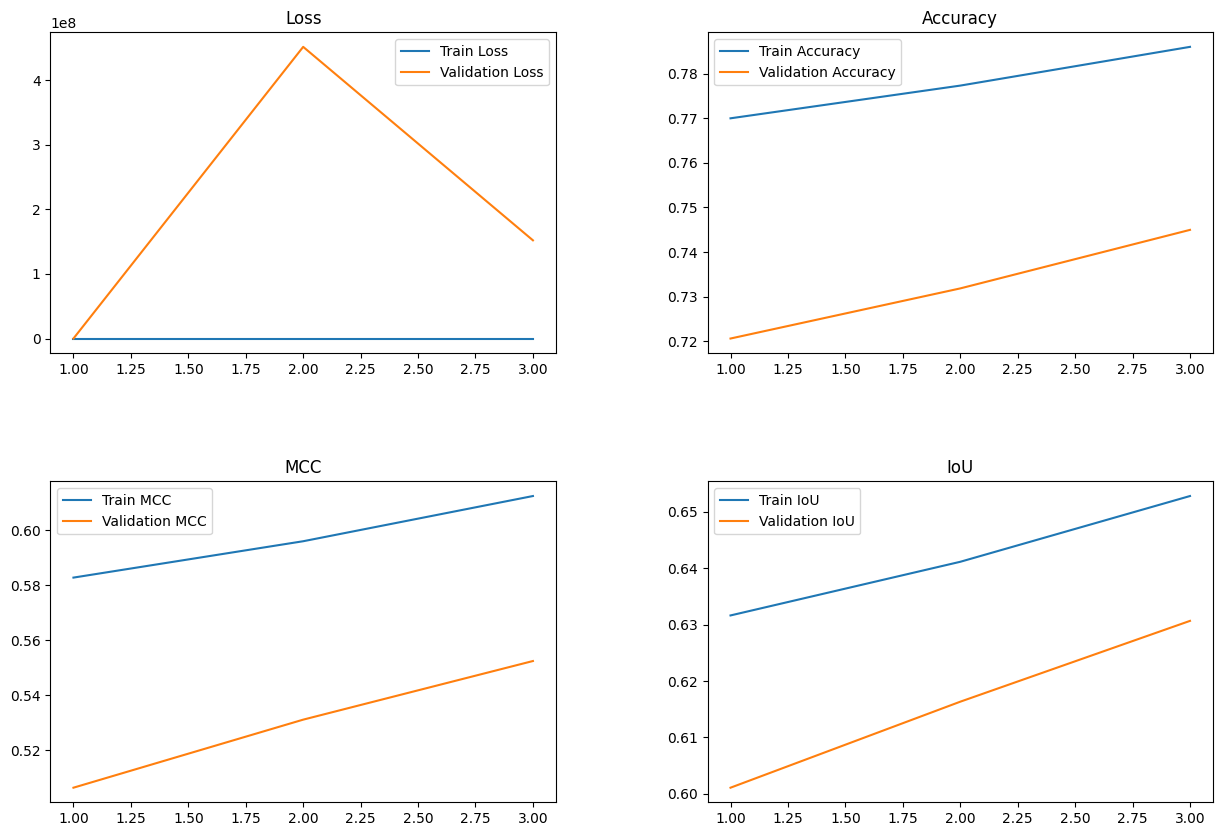 Loss
1e8
Train Loss
Validation Loss
4
3
2
1
0
1.00 1.25 1.50 1.75 2.00 2.25 2.50 2.75 3.00
Accuracy
Train Accuracy
Validation Accuracy
0.78
0.77
0.76
0.75
0.74
0.73
0.72
1.00 1.25 1.50 1.75 2.00 2.25 2.50 2.75 3.00
MCC
Train MCC
Validation MCC
0.60
0.58
0.56
0.54
0.52
1.00 1.25 1.50 1.75 2.00 2.25 2.50 2.75 3.00
IoU
Train IoU
Validation IoU
0.65
0.64
0.63
0.62
0.61
0.60
1.00 1.25 1.50 1.75 2.00 2.25 2.50 2.75 3.00